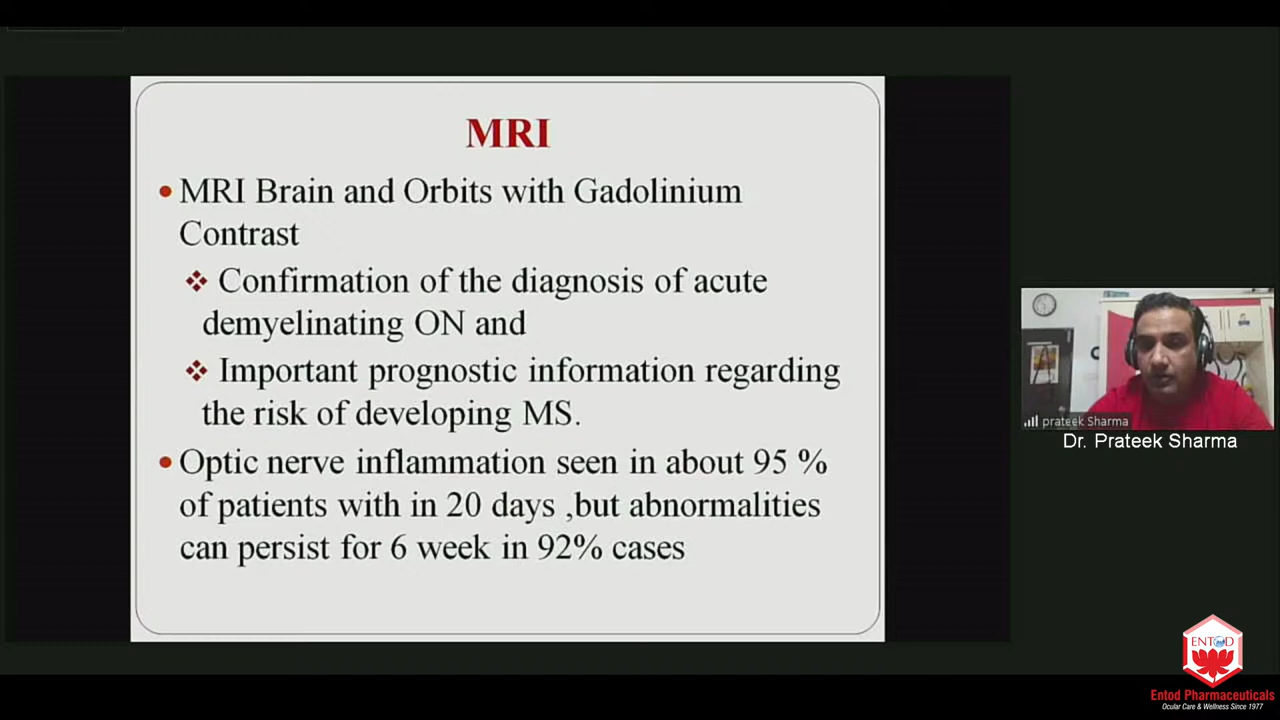 MRI
• MRI Brain and Orbits with Gadolinium
Contrast
❖ Confirmation of the diagnosis of acute
demyelinating ON and
❖ Important prognostic information regarding
the risk of developing MS.
• Optic nerve inflammation seen in about 95 %
of patients with in 20 days ,but abnormalities
can persist for 6 week in 92% cases
prateek Sharma
Dr. Prateek Sharma
ENTOD
Entod Pharmaceuticals
Ocular Care & Wellness Since 1977